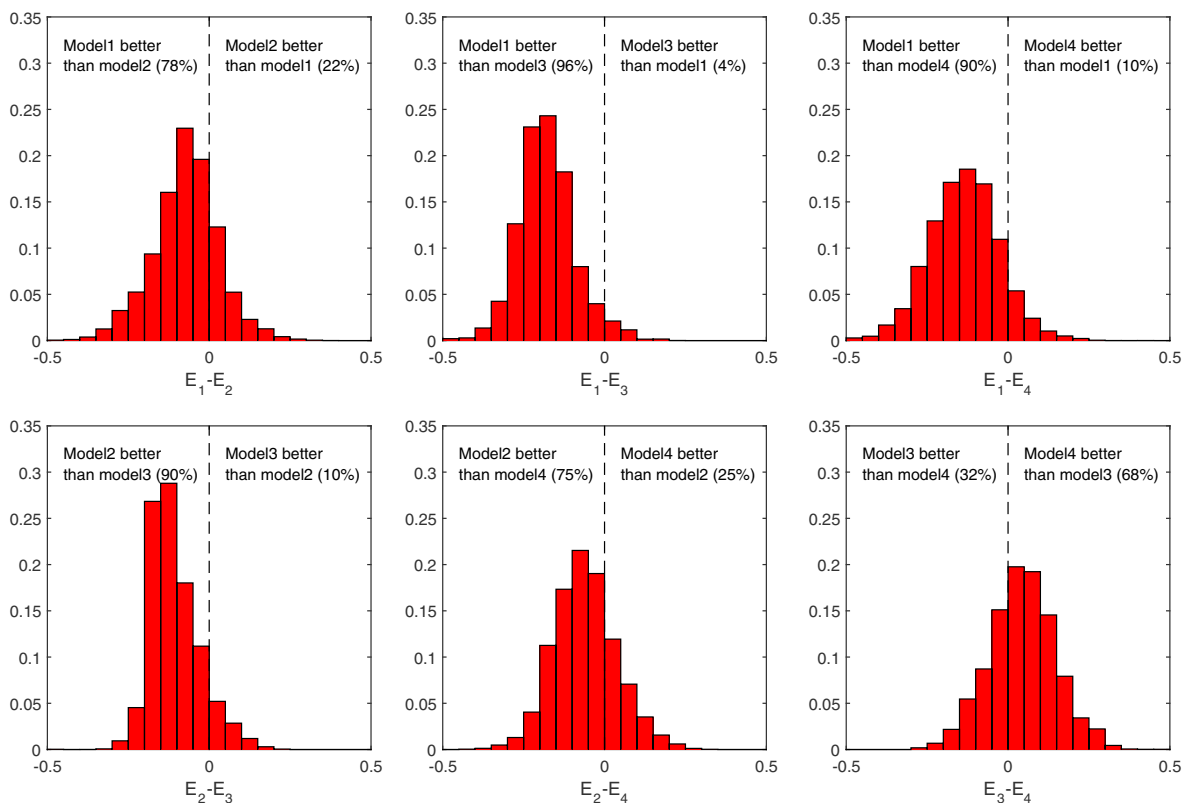 0.35
0.3
0.25
0.2
0.15
0.1
0.05
0
-0.5
0
0.5
Model1 better
than model2 (78%)
Model2 better
than model1 (22%)
E1-E2
0.35
0.3
0.25
0.2
0.15
0.1
0.05
0
-0.5
0
0.5
Model1 better
than model3 (96%)
Model3 better
than model1 (4%)
E1-E3
0.35
0.3
0.25
0.2
0.15
0.1
0.05
0
-0.5
0
0.5
Model1 better
than model4 (90%)
Model4 better
than model1 (10%)
E1-E4
0.35
0.3
0.25
0.2
0.15
0.1
0.05
0
-0.5
0
0.5
Model2 better
than model3 (90%)
Model3 better
than model2 (10%)
E2-E3
0.35
0.3
0.25
0.2
0.15
0.1
0.05
0
-0.5
0
0.5
Model2 better
than model4 (75%)
Model4 better
than model2 (25%)
E2-E4
0.35
0.3
0.25
0.2
0.15
0.1
0.05
0
-0.5
0
0.5
Model3 better
than model4 (32%)
Model4 better
than model3 (68%)
E3-E4